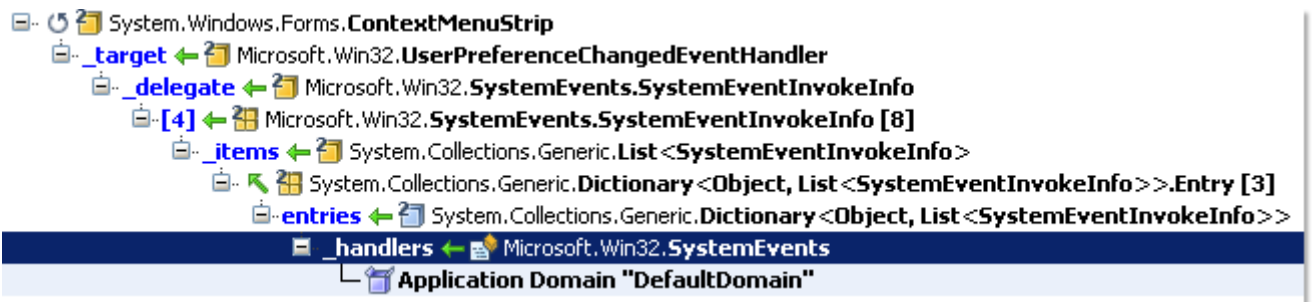 System.Windows.Forms.ContextMenuStrip
_target Microsoft.Win32.UserPreferenceChangedEventHandler
_delegate Microsoft.Win32.SystemEvents.SystemEventInvokeInfo
[4] Microsoft.Win32.SystemEvents.SystemEventInvokeInfo [8]
_items System.Collections.Generic.List<SystemEventInvokeInfo>
System.Collections.Generic.Dictionary<Object, List<SystemEventInvokeInfo>>.Entry [3]
entries System.Collections.Generic.Dictionary<Object, List<SystemEventInvokeInfo>>
_handlers Microsoft.Win32.SystemEvents
Application Domain "DefaultDomain"